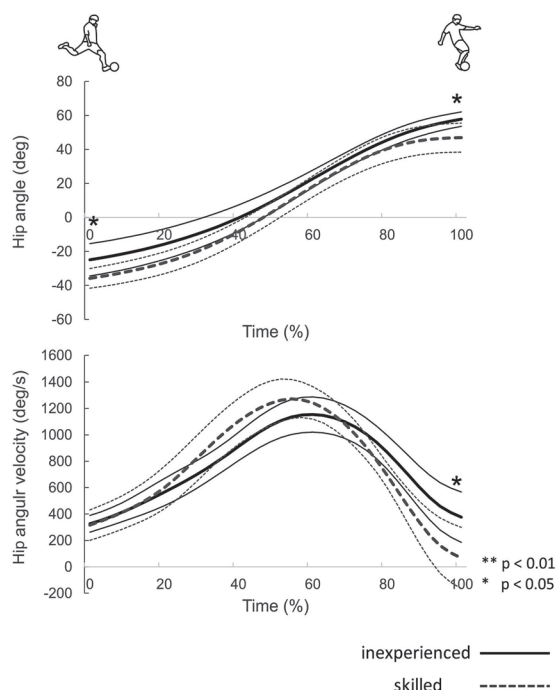 80
*
60
Hip angle (deg)
40
20
*
0
0 20 40 60 80 100
-20
-40
-60
Time (%)
1600
1400
Hip angulr velocity (deg/s)
1200
1000
800
600
*
400
200
** p < 0.01
0
0 20 40 60 80 100
* p < 0.05
-200
Time (%)
inexperienced
skilled